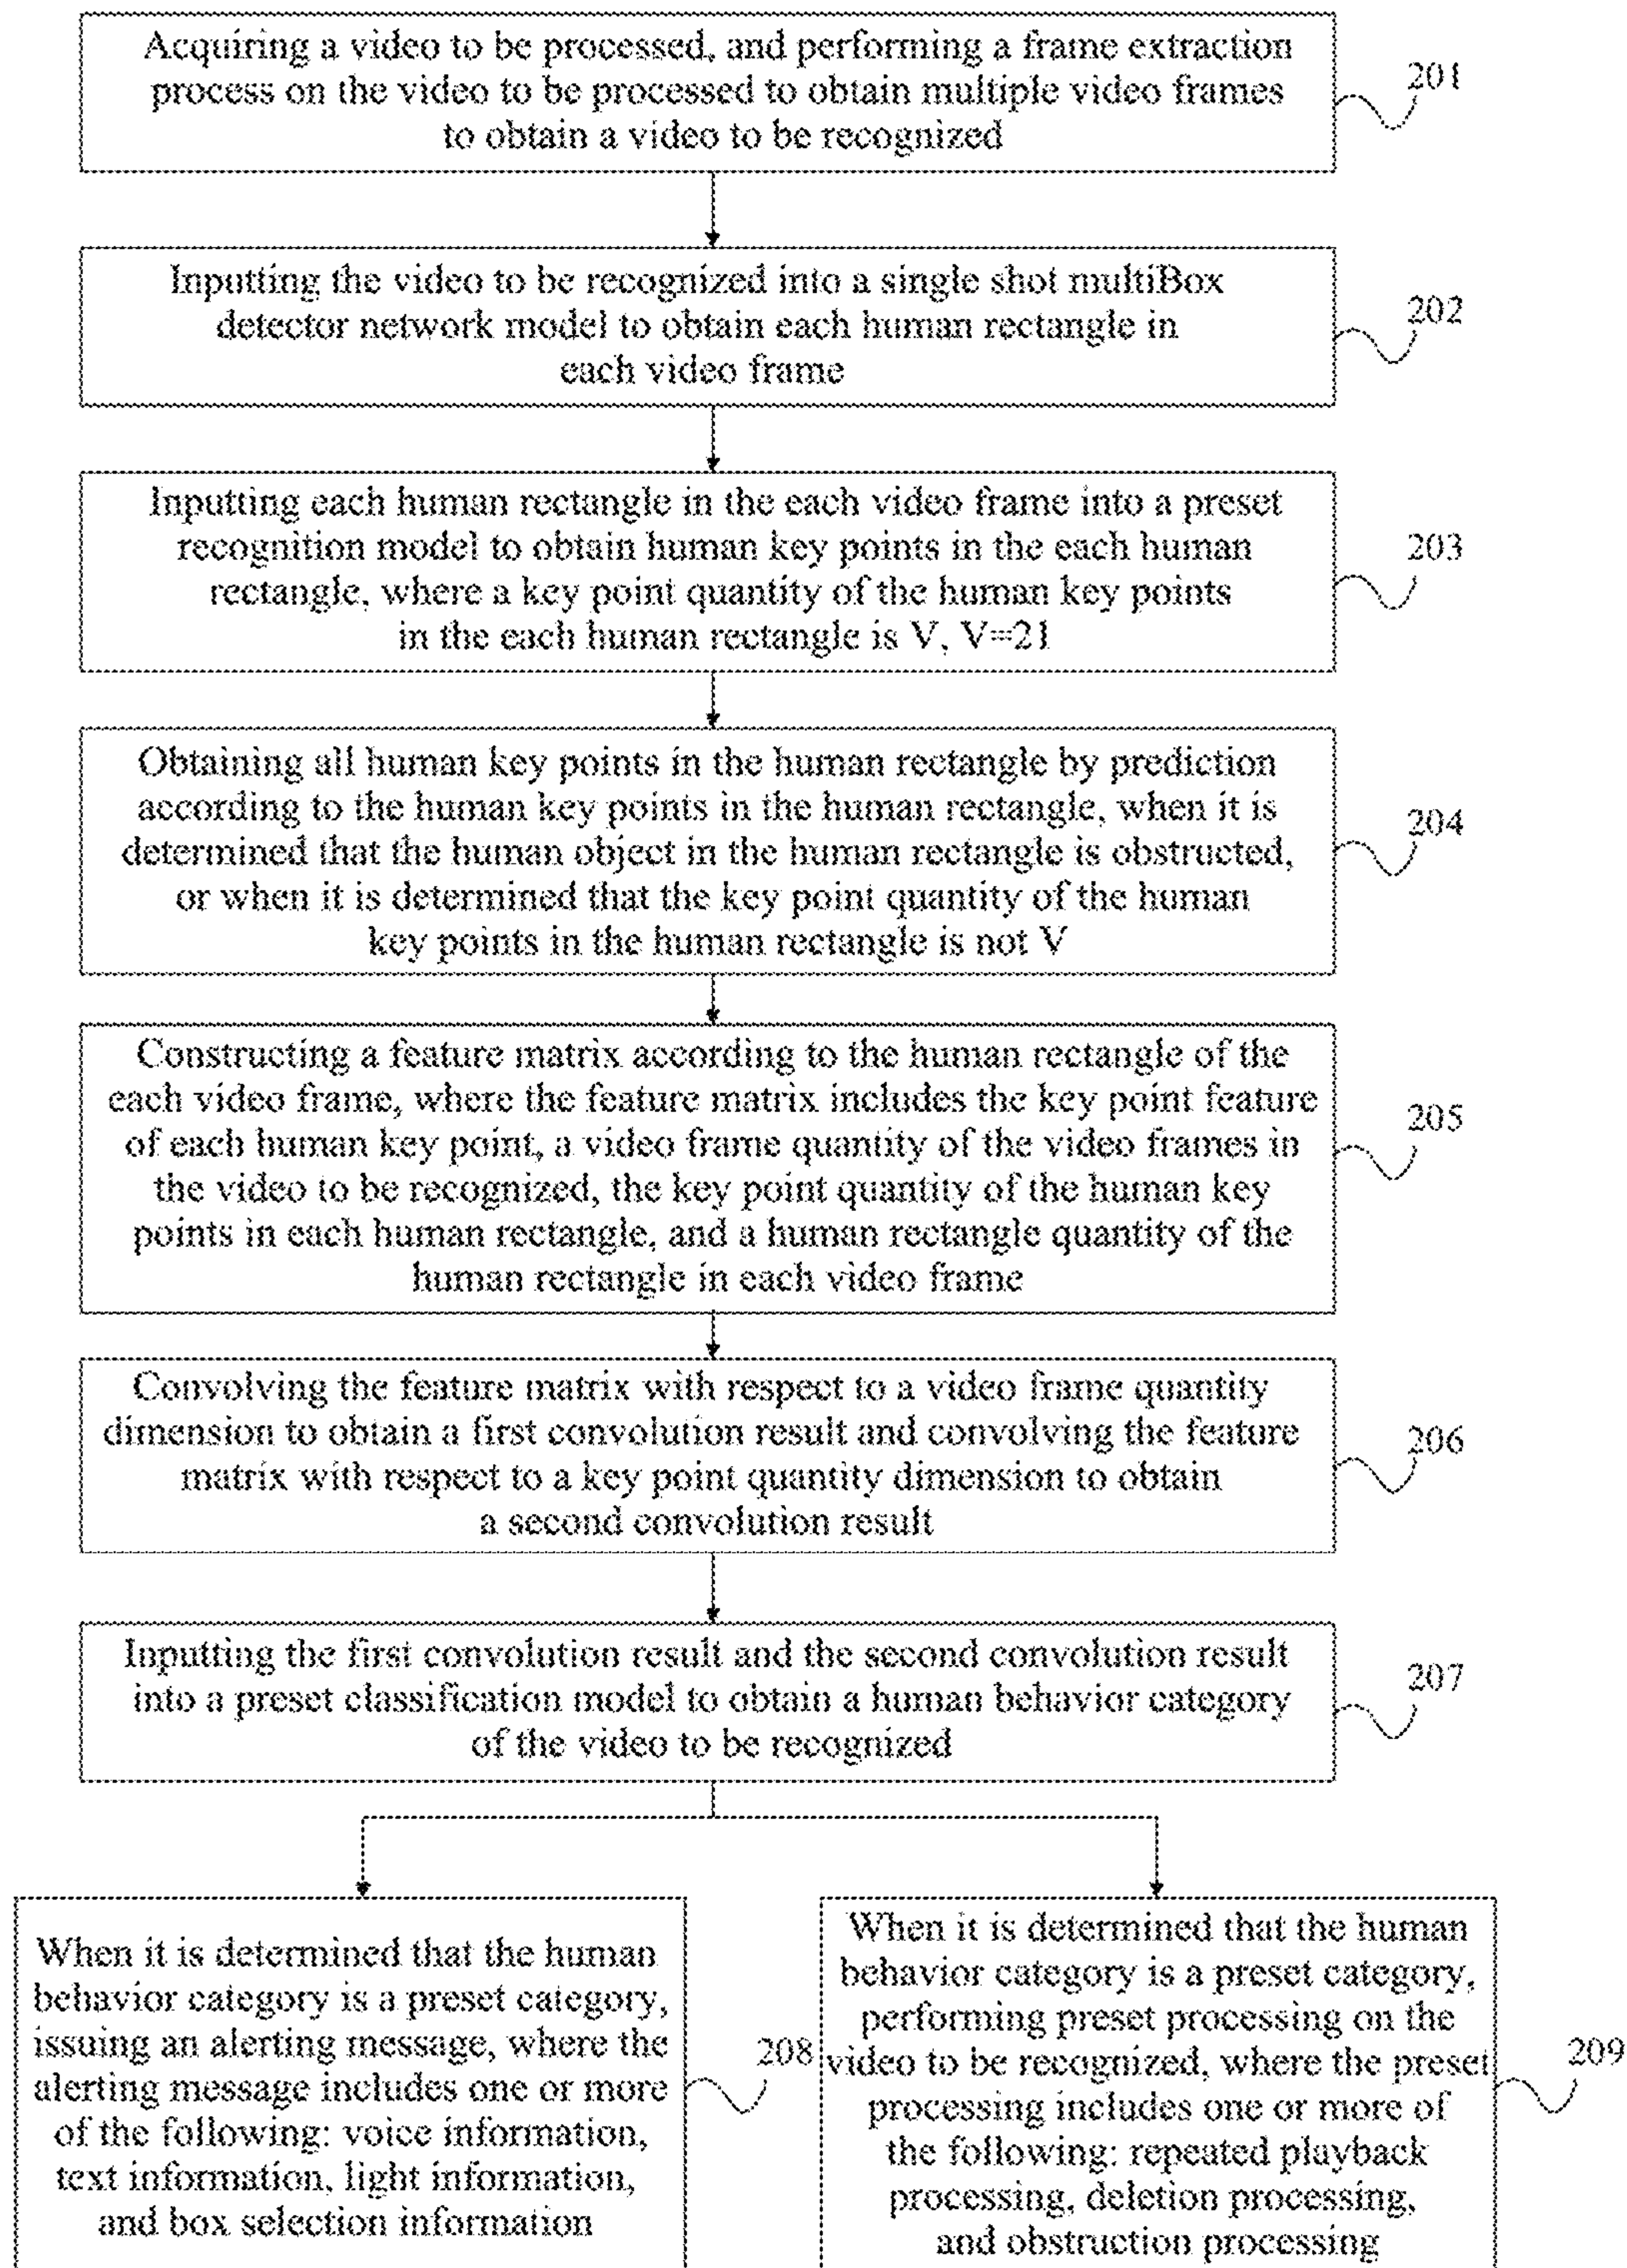 Acquiring a video to be processed, and performing a frame extraction
process on the video to be processed to obtain multiple video frames
to obtain a video to be recognized
201
Inputting the video to be recognized into a single shot multiBox
detector network model to obtain each human rectangle in
each video frame
202
Inputting each human rectangle in the each video frame into a preset
recognition model to obtain human key points in the each human
rectangle, where a key point quantity of the human key points
in the each human rectangle is V, V=21
203
Obtaining all human key points in the human rectangle by prediction
according to the human key points in the human rectangle, when it is
determined that the human object in the human rectangle is obstructed,
or when it is determined that the key point quantity of the human
key points in the human rectangle is not V
204
Constructing a feature matrix according to the human rectangle of the
each video frame, where the feature matrix includes the key point feature
of each human key point, a video frame quantity of the video frames in
the video to be recognized, the key point quantity of the human key
points in each human rectangle, and a human rectangle quantity of the
human rectangle in each video frame
205
Convolving the feature matrix with respect to a video frame quantity
dimension to obtain a first convolution result and convolving the feature
matrix with respect to a key point quantity dimension to obtain
a second convolution result
206
Inputting the first convolution result and the second convolution result
into a preset classification model to obtain a human behavior category
of the video to be recognized
207
When it is determined that the human
behavior category is a preset category,
issuing an alerting message, where the
alerting message includes one or more
of the following: voice information,
text information, light information,
and box selection information
208
When it is determined that the human
behavior category is a preset category,
performing preset processing on the
video to be recognized, where the preset
processing includes one or more of
the following: repeated playback
processing, deletion processing,
and obstruction processing
209